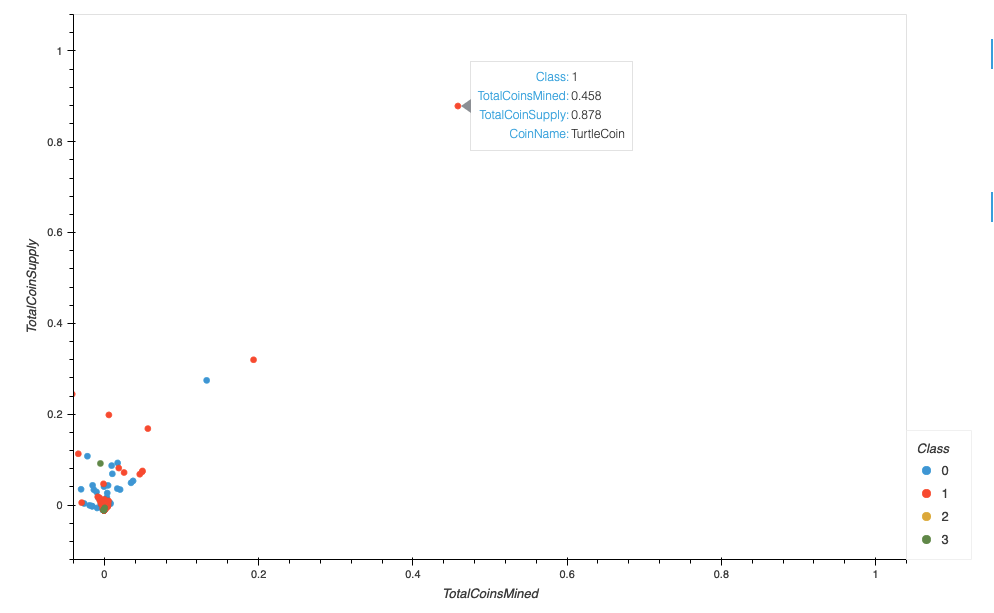 1
Class: 1
TotalCoinsMined: 0.458
TotalCoinSupply: 0.878
CoinName: TurtleCoin
0.8
0.6
TotalCoinSupply
0.4
0.2
0
Class
0
1
2
3
0 0.2 0.4 0.6 0.8 1
TotalCoinsMined